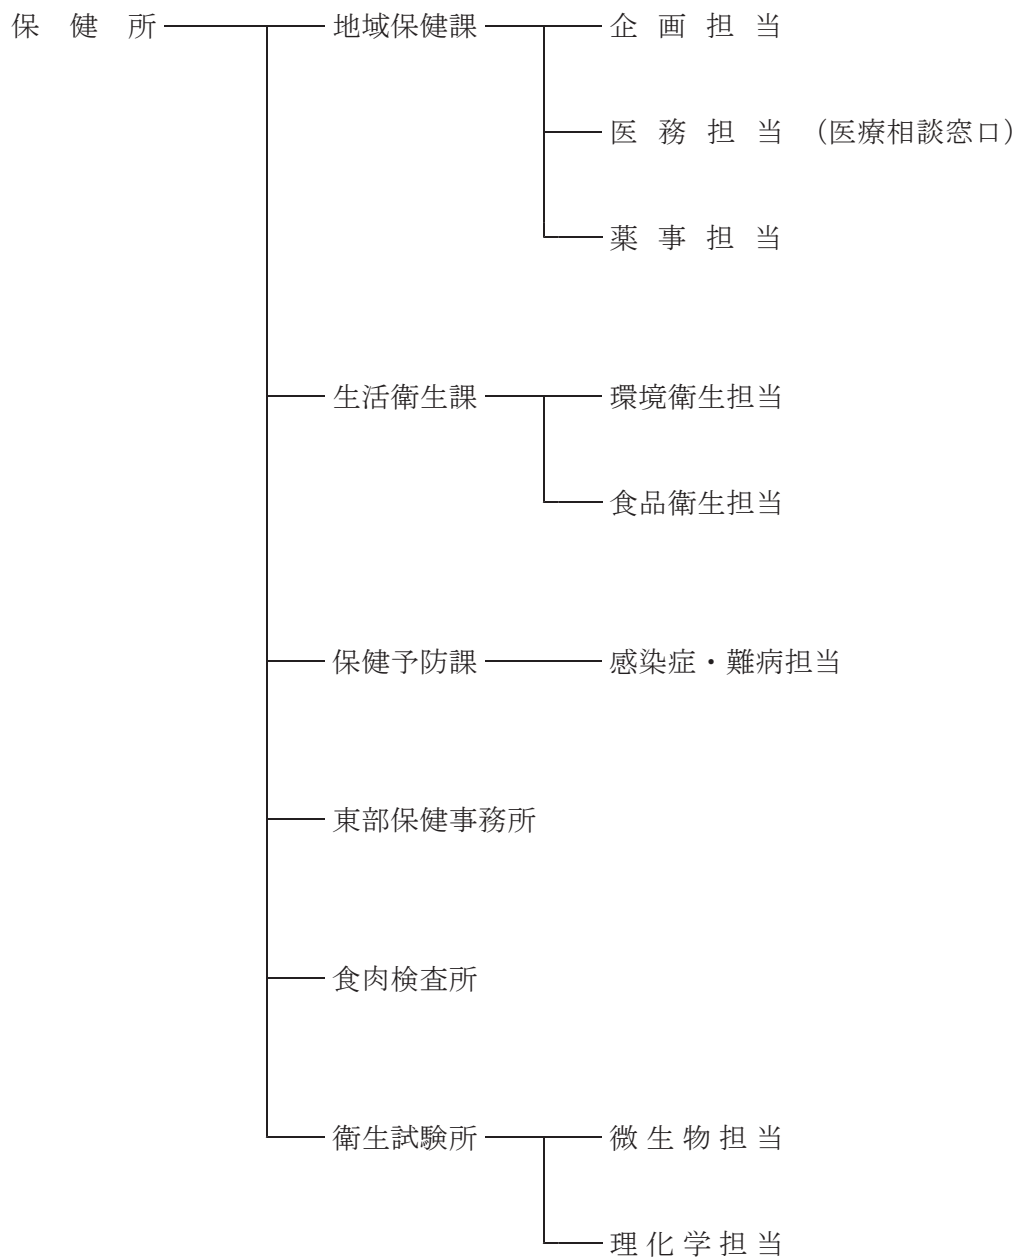 保健所 地域保健課 企画担当
医務担当 （医療相談窓口）
薬事担当
生活衛生課 環境衛生担当
食品衛生担当
保健予防課 感染症・難病担当
東部保健事務所
食肉検査所
衛生試験所 微生物担当
理化学担当